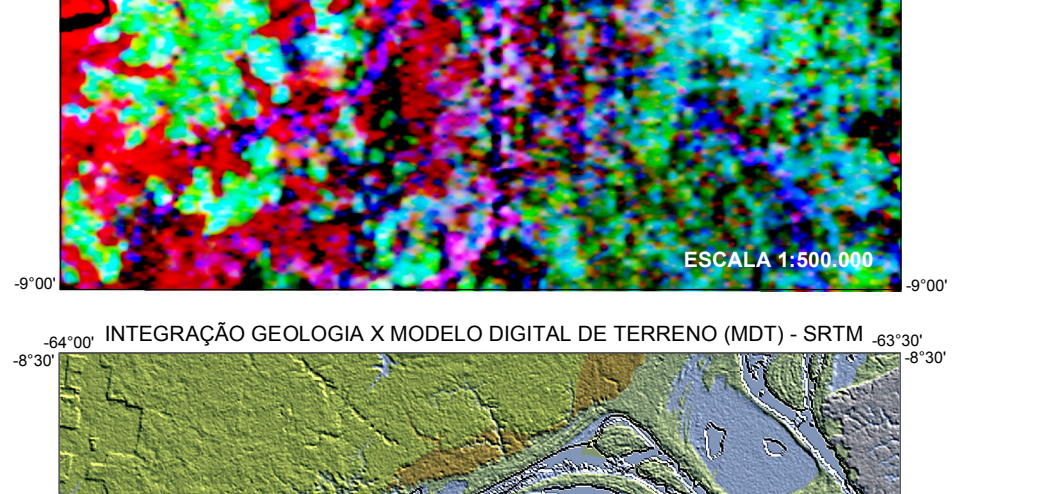 ESCALA 1:500.000
-9°00' -9°00'
INTEGRAÇÃO GEOLOGIA X MODELO DIGITAL DE TERRENO (MDT) - SRTM
-64°00' -63°30'
-8°30' -8°30'